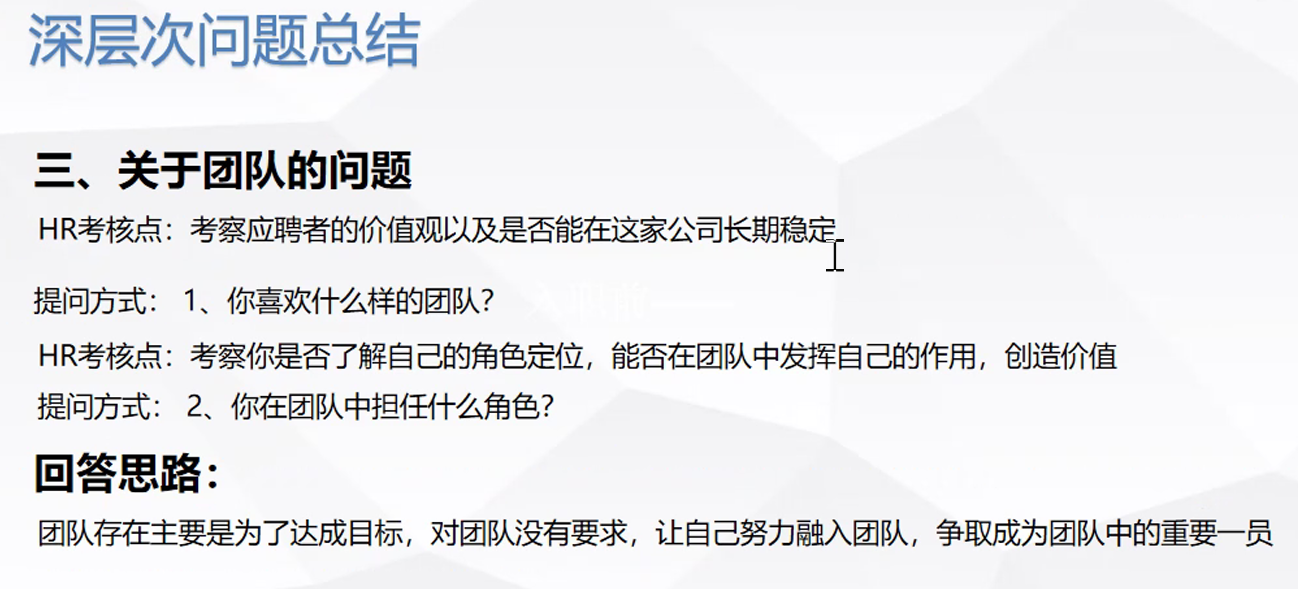 深层次问题总结
三、关于团队的问题
HR考核点：考察应聘者的价值观以及是否能在这家公司长期稳定
提问方式： 1、你喜欢什么样的团队？
HR考核点：考察你是否了解自己的角色定位，能否在团队中发挥自己的作用，创造价值
提问方式： 2、你在团队中担任什么角色？
回答思路：
团队存在主要是为了达成目标，对团队没有要求，让自己努力融入团队，争取成为团队中的重要一员